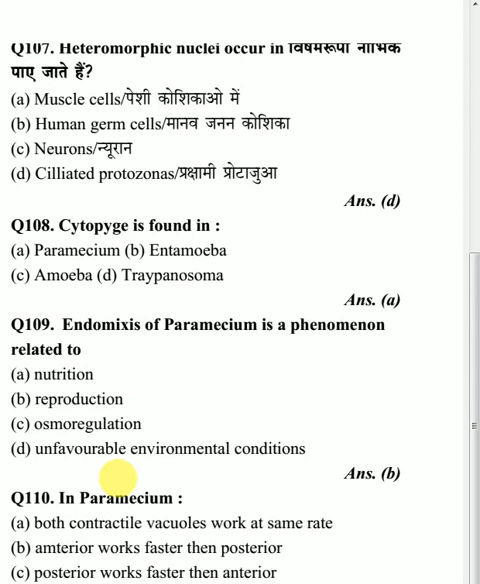 Q107. Heteromorphic nuclei occur in विषमरूपी नाभिक
पाए जाते हैं?
(a) Muscle cells/पेशी कोशिकाओ में
(b) Human germ cells/मानव जनन कोशिका
(c) Neurons/न्यूरान
(d) Cilliated protozonas/प्रक्षामी प्रोटाजुआ
Ans. (d)
Q108. Cytopyge is found in :
(a) Paramecium (b) Entamoeba
(c) Amoeba (d) Traypanosoma
Ans. (a)
Q109. Endomixis of Paramecium is a phenomenon
related to
(a) nutrition
(b) reproduction
(c) osmoregulation
(d) unfavourable environmental conditions
Ans. (b)
Q110. In Paramecium :
(a) both contractile vacuoles work at same rate
(b) amterior works faster then posterior
(c) posterior works faster then anterior